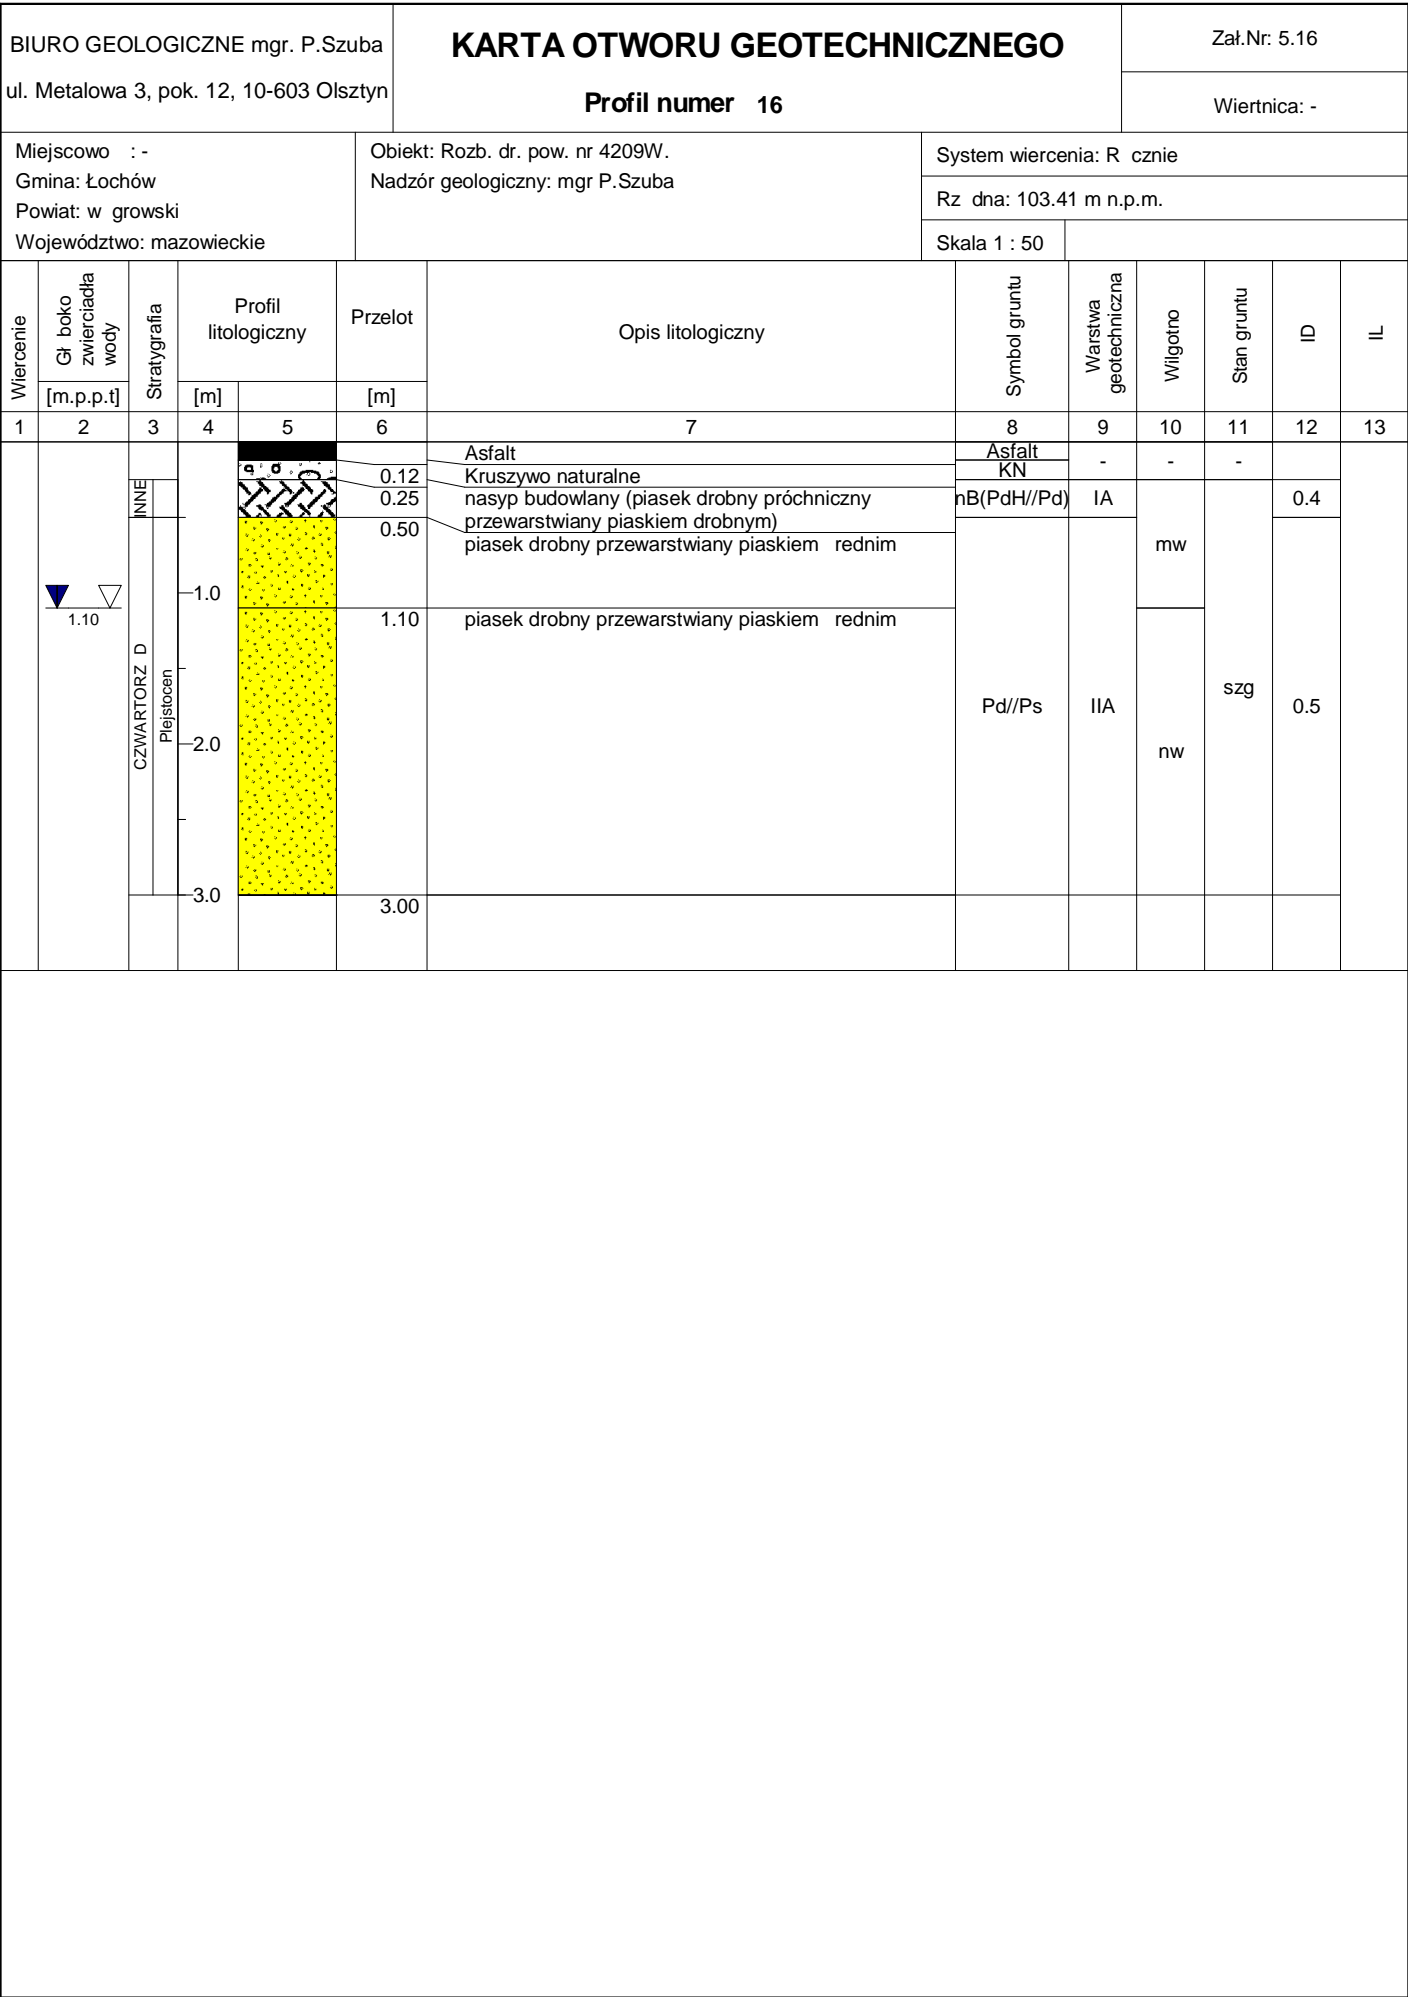 BIURO GEOLOGICZNE mgr. P.Szuba
ul. Metalowa 3, pok. 12, 10-603 Olsztyn
KARTA OTWORU GEOTECHNICZNEGO
Profil numer 16
Zał.Nr: 5.16
Wiertnica: -
Miejscowo : -
Gmina: Łochów
Powiat: w growski
Województwo: mazowieckie
Obiekt: Rozb. dr. pow. nr 4209W.
Nadzór geologiczny: mgr P.Szuba
System wiercenia: R cznie
Rz dna: 103.41 m n.p.m.
Skala 1 : 50
Wiercenie
Gł boko
zwierciadła
wody
[m.p.p.t]
Stratygrafia
Profil
litologiczny
[m]
Przelot
[m]
Opis litologiczny
Symbol gruntu
Warstwa
geotechniczna
Wilgotno
Stan gruntu
ID
IL
1 2 3 4 5 6 7 8 9 10 11 12 13
Asfalt
Asfalt
0.12 Kruszywo naturalne
KN
- - -
INNE
0.25 nasyp budowlany (piasek drobny próchniczny
przewarstwiany piaskiem drobnym)
nB(PdH//Pd) IA 0.4
0.50 piasek drobny przewarstwiany piaskiem rednim
mw
1.0
1.10
1.10 piasek drobny przewarstwiany piaskiem rednim
CZWARTORZ D
Plejstocen
szg
Pd//Ps IIA 0.5
2.0
nw
3.0
3.00